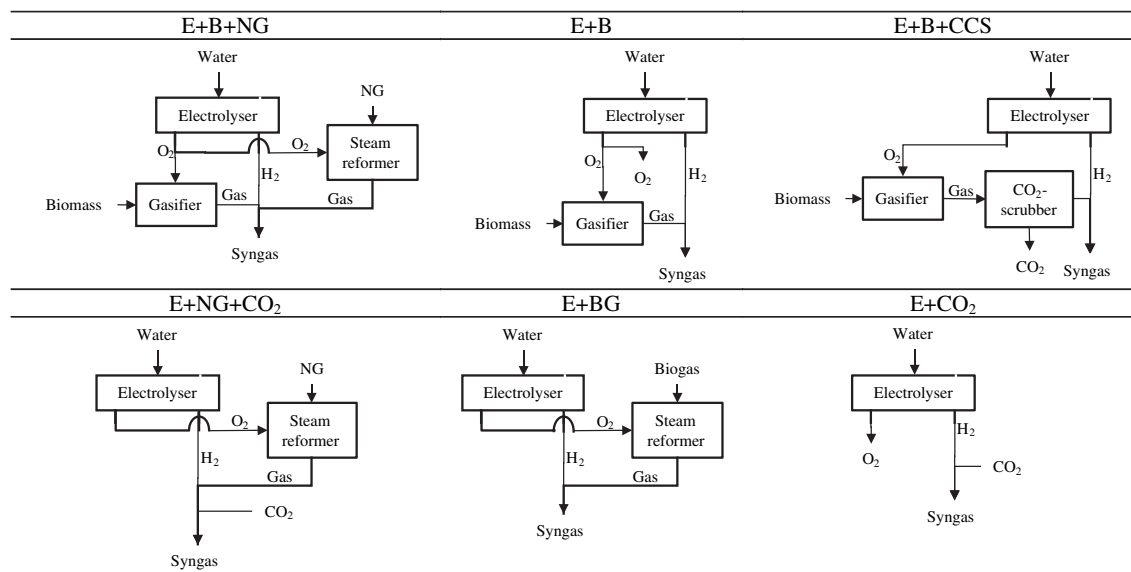 E+B+NG
E+B
E+B+CCS
Water
NG
Electrolyser
O₂
O₂
Steam
reformer
H₂
Biomass
Gasifier
Gas
Gas
Syngas
Water
Electrolyser
O₂
O₂
H₂
Biomass
Gasifier
Gas
Syngas
Water
Electrolyser
O₂
H₂
Biomass
Gasifier
Gas
CO₂-
scrubber
CO₂
Syngas
E+NG+CO₂
E+BG
E+CO₂
Water
NG
Electrolyser
O₂
Steam
reformer
H₂
Gas
CO₂
Syngas
Water
Biogas
Electrolyser
O₂
Steam
reformer
H₂
Gas
Syngas
Water
Electrolyser
H₂
O₂
CO₂
Syngas